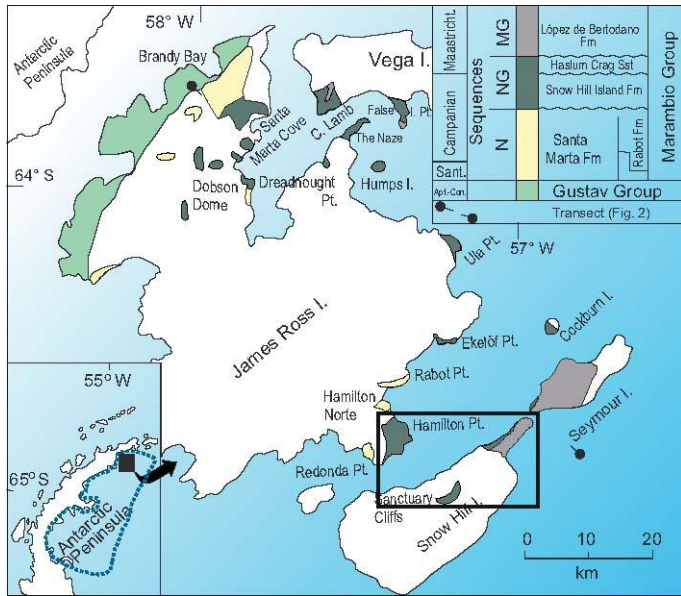 58° W
Antarctic
Peninsula
Brandy Bay
Vega I.
Santa
Marta Cove
C. Lamb
False
I. Pt.
The Naze
64° S
Dobson
Dome
Dreadnought
Pt.
Humps I.
Maastricht.
Campanian
Sant.
Apt-Con.
Sequences
MG
NG
N
López de Bertodano
Fm
Haslum Crag Sst
Snow Hill Island Fm
Santa
Marta Fm
Rabot Fm
Marambio Group
Gustav Group
Transect (Fig. 2)
57° W
Ula Pt.
James Ross I.
Cockburn I.
Ekelöf Pt.
Rabot Pt.
Hamilton
Norte
Hamilton Pt.
Seymour I.
Redonda Pt.
Sanctuary
Cliffs
Snow Hill I.
55° W
65° S
Antarctic
Peninsula
0 10 20
km